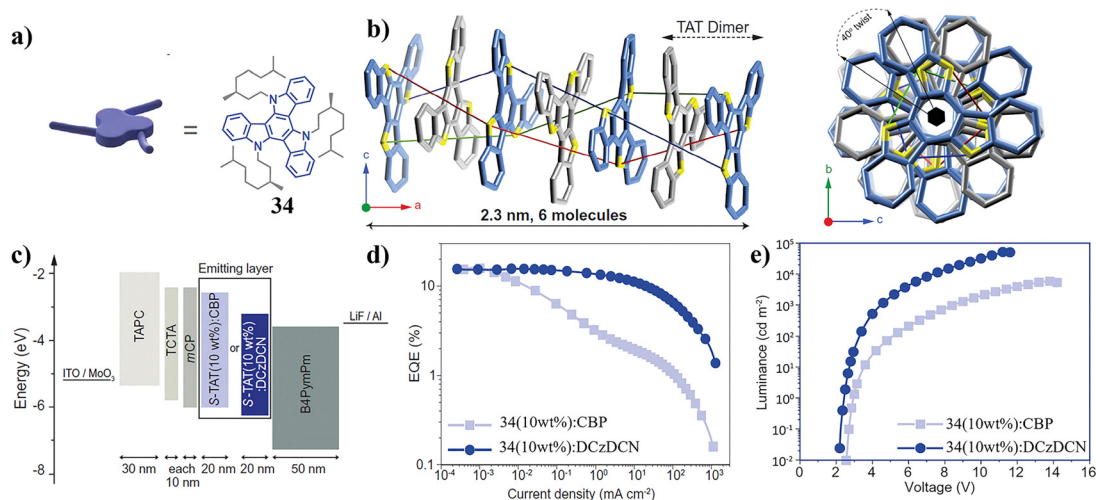 a)
=
N
N
N
34
b)
TAT Dimer
c
a
b
2.3 nm, 6 molecules
40º twist
b
c
c)
Energy (eV)
-2
-4
-6
-8
ITO / MoO3
TAPC
TCTA
mCP
Emitting layer
S-TAT(10 wt%):CBP
or
S-TAT(10 wt%)
:DCzDCN
B4PymPm
LiF / Al
30 nm
each
10 nm
20 nm
20 nm
50 nm
d)
EQE (%)
10
1
0.1
34(10wt%):CBP
34(10wt%):DCzDCN
10-4 10-3 10-2 10-1 100 101 102 103
Current density (mA cm-2)
e)
Luminance (cd m-2)
105
104
103
102
101
100
10-1
10-2
34(10wt%):CBP
34(10wt%):DCzDCN
0 2 4 6 8 10 12 14 16
Voltage (V)